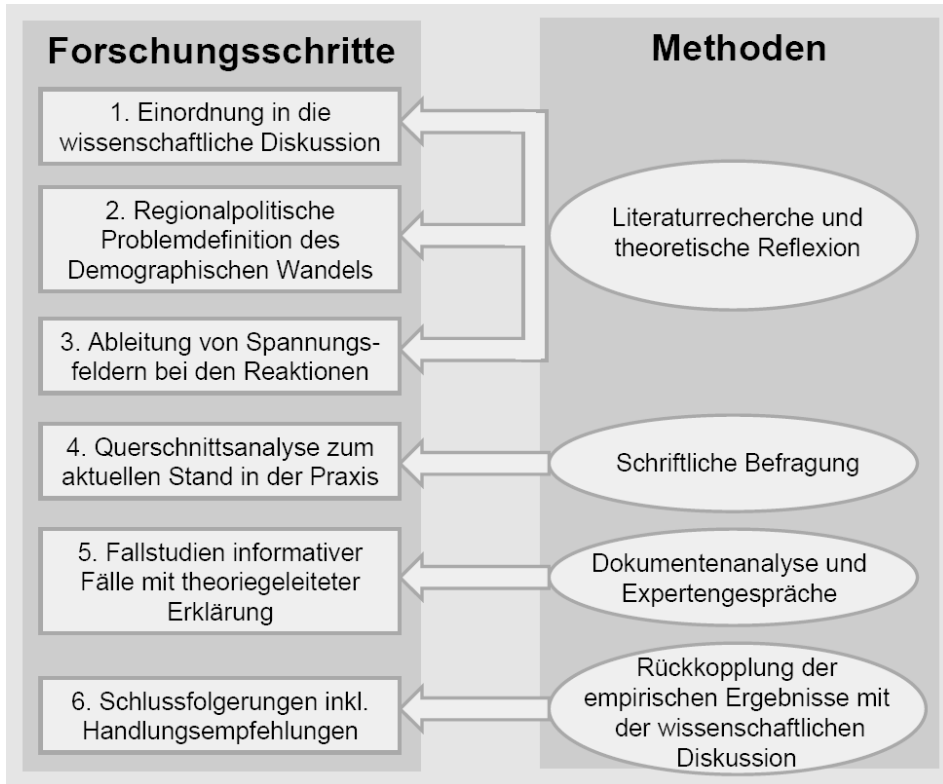 Forschungsschritte
1. Einordnung in die
wissenschaftliche Diskussion
2. Regionalpolitische
Problemdefinition des
Demographischen Wandels
3. Ableitung von Spannungs-
feldern bei den Reaktionen
4. Querschnittsanalyse zum
aktuellen Stand in der Praxis
5. Fallstudien informativer
Fälle mit theoriegeleiteter
Erklärung
6. Schlussfolgerungen inkl.
Handlungsempfehlungen
Methoden
Literaturrecherche und
theoretische Reflexion
Schriftliche Befragung
Dokumentenanalyse und
Expertengespräche
Rückkopplung der
empirischen Ergebnisse mit
der wissenschaftlichen
Diskussion